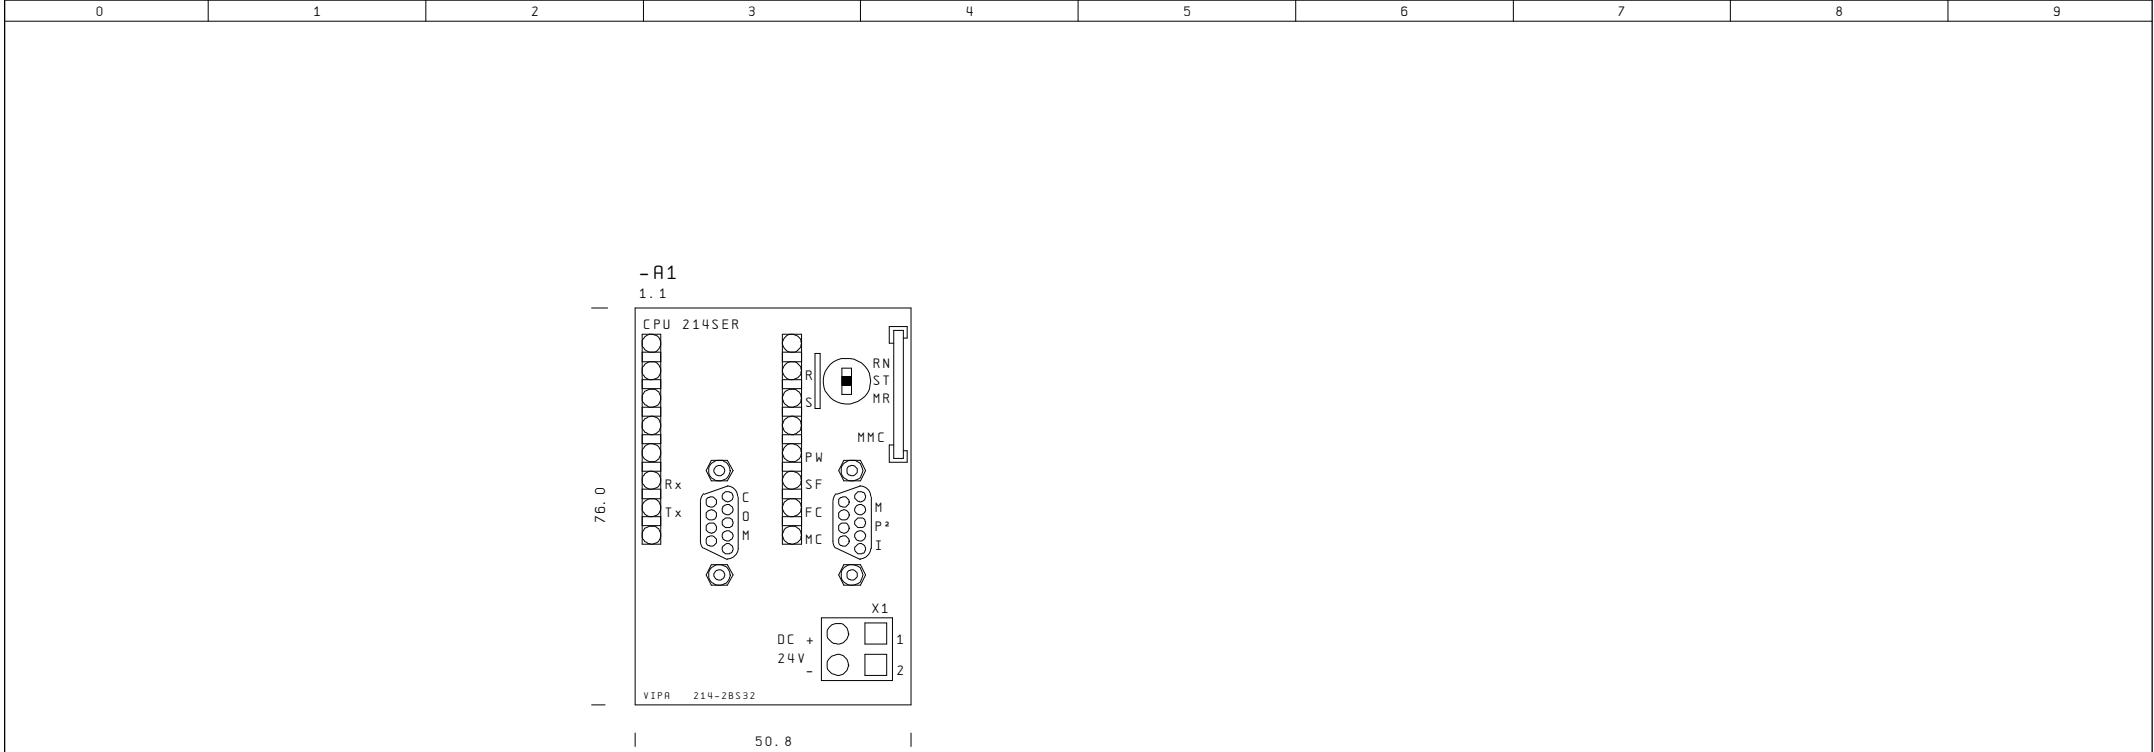 0 1 2 3 4 5 6 7 8 9
-A1
1.1
CPU 214SER
RN
R
ST
S
MR
MMC
PW
Rx
SF
C
O
M
M
P²
I
Tx
FC
MC
76.0
X1
DC +
1
24V
-
2
VIPA 214-2BS32
50.8